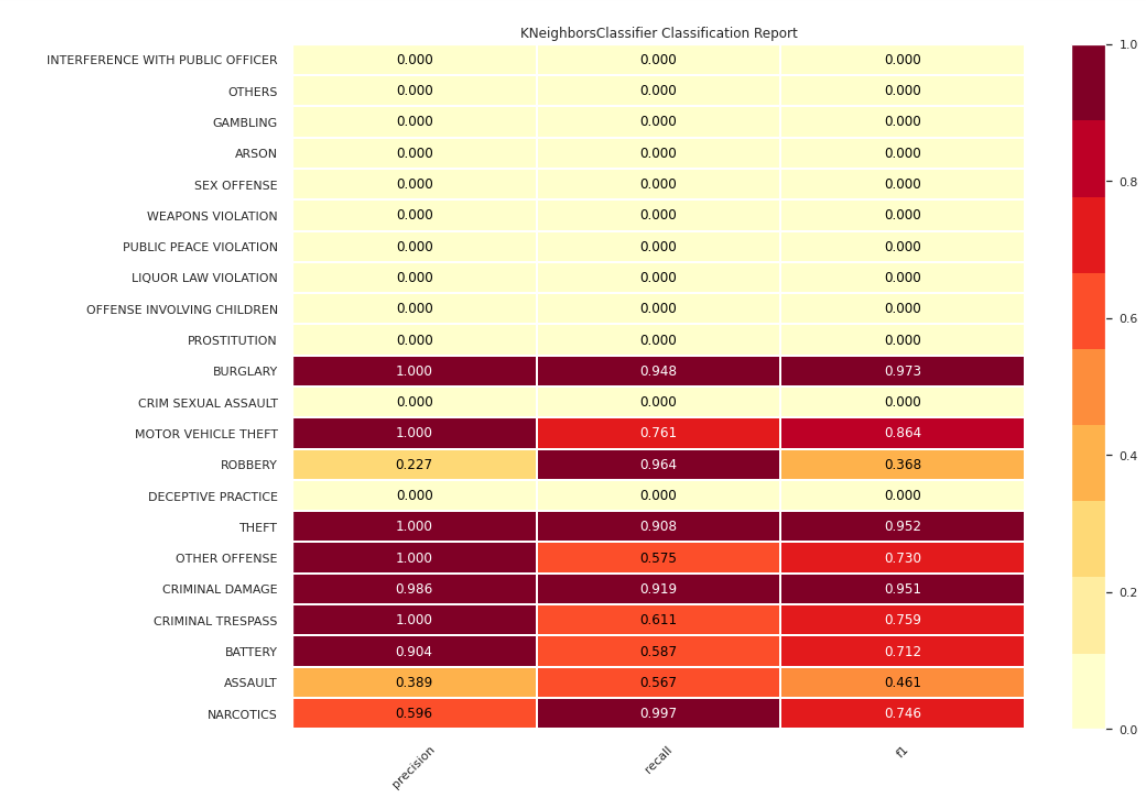 KNeighborsClassifier Classification Report
INTERFERENCE WITH PUBLIC OFFICER 0.000 0.000 0.000
OTHERS 0.000 0.000 0.000
GAMBLING 0.000 0.000 0.000
ARSON 0.000 0.000 0.000
SEX OFFENSE 0.000 0.000 0.000
WEAPONS VIOLATION 0.000 0.000 0.000
PUBLIC PEACE VIOLATION 0.000 0.000 0.000
LIQUOR LAW VIOLATION 0.000 0.000 0.000
OFFENSE INVOLVING CHILDREN 0.000 0.000 0.000
PROSTITUTION 0.000 0.000 0.000
BURGLARY 1.000 0.948 0.973
CRIM SEXUAL ASSAULT 0.000 0.000 0.000
MOTOR VEHICLE THEFT 1.000 0.761 0.864
ROBBERY 0.227 0.964 0.368
DECEPTIVE PRACTICE 0.000 0.000 0.000
THEFT 1.000 0.908 0.952
OTHER OFFENSE 1.000 0.575 0.730
CRIMINAL DAMAGE 0.986 0.919 0.951
CRIMINAL TRESPASS 1.000 0.611 0.759
BATTERY 0.904 0.587 0.712
ASSAULT 0.389 0.567 0.461
NARCOTICS 0.596 0.997 0.746
precision recall f1
1.0
0.8
0.6
0.4
0.2
0.0